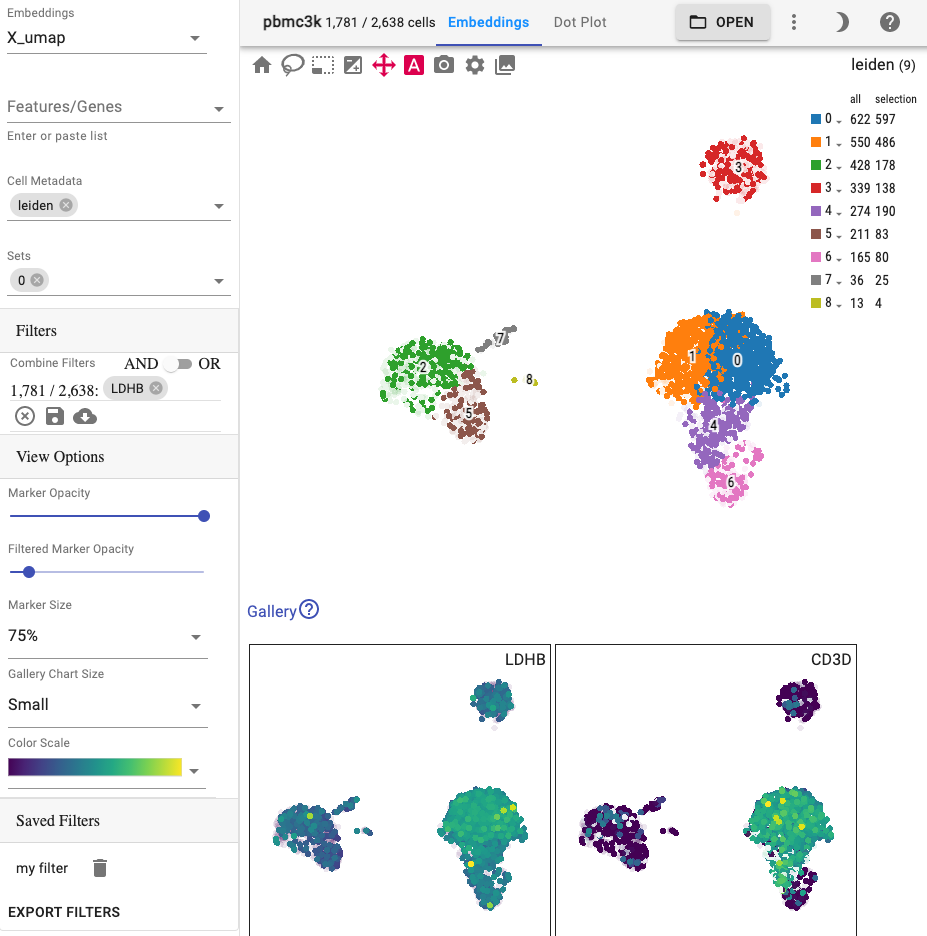 Embeddings
X_umap
Features/Genes
Enter or paste list
Cell Metadata
leiden
Sets
0
Filters
Combine Filters AND OR
1,781 / 2,638: LDHB
View Options
Marker Opacity
Filtered Marker Opacity
Marker Size
75%
Gallery Chart Size
Small
Color Scale
Saved Filters
my filter
EXPORT FILTERS
pbmc3k 1,781 / 2,638 cells Embeddings Dot Plot OPEN
A
leiden (9)
all selection
0 622 597
1 550 486
2 428 178
3 339 138
4 274 190
5 211 83
6 165 80
7 36 25
8 13 4
3
7
1
0
2
8
5
4
6
Gallery
LDHB
CD3D